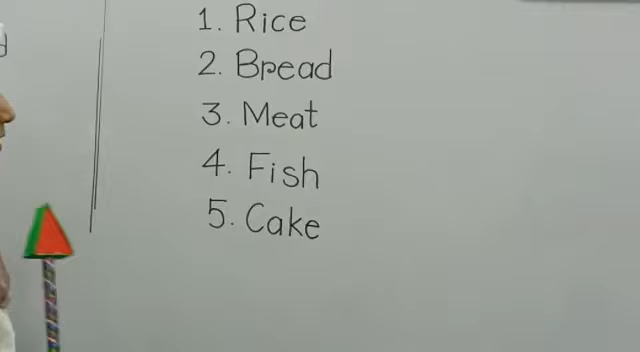 1. Rice
2. Bread
3. Meat
4. Fish
5. Cake